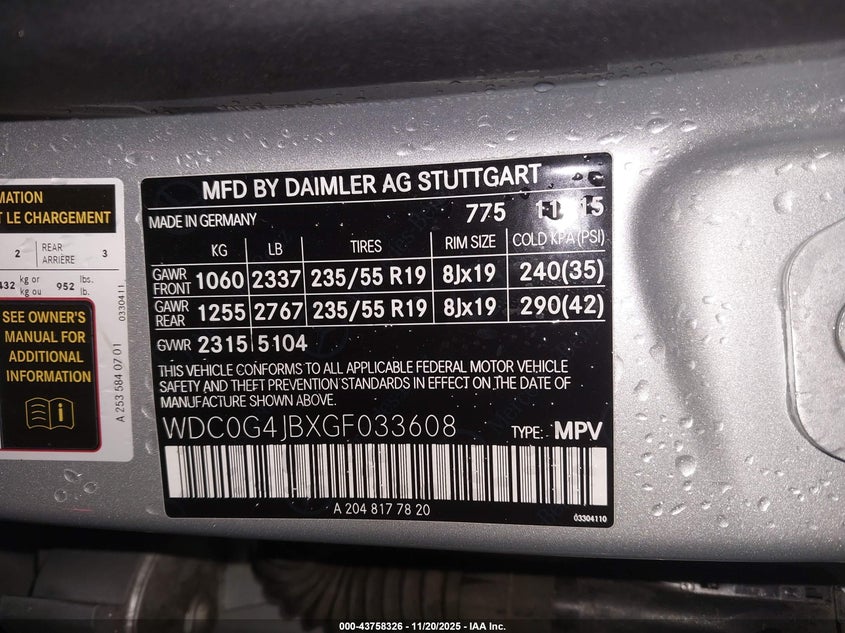 MATION
T LE CHARGEMENT
2 REAR ARRIÈRE 3
432 kg or kg ou 952 lbs. lb.
0330411
SEE OWNER'S
MANUAL FOR
ADDITIONAL
INFORMATION
A 253 584 07 01
MFD BY DAIMLER AG STUTTGART
MADE IN GERMANY 775
KG LB TIRES RIM SIZE COLD KPA (PSI)
GAWR FRONT 1060 2337 235/55 R19 8Jx19 240(35)
GAWR REAR 1255 2767 235/55 R19 8Jx19 290(42)
GVWR 2315 5104
THIS VEHICLE CONFORMS TO ALL APPLICABLE FEDERAL MOTOR VEHICLE
SAFETY AND THEFT PREVENTION STANDARDS IN EFFECT ON THE DATE OF
MANUFACTURE SHOWN ABOVE.
WDC0G4JBXGF033608 TYPE: MPV
A 204 817 78 20
03304110
000-43758326 - 11/20/2025 - IAA Inc.